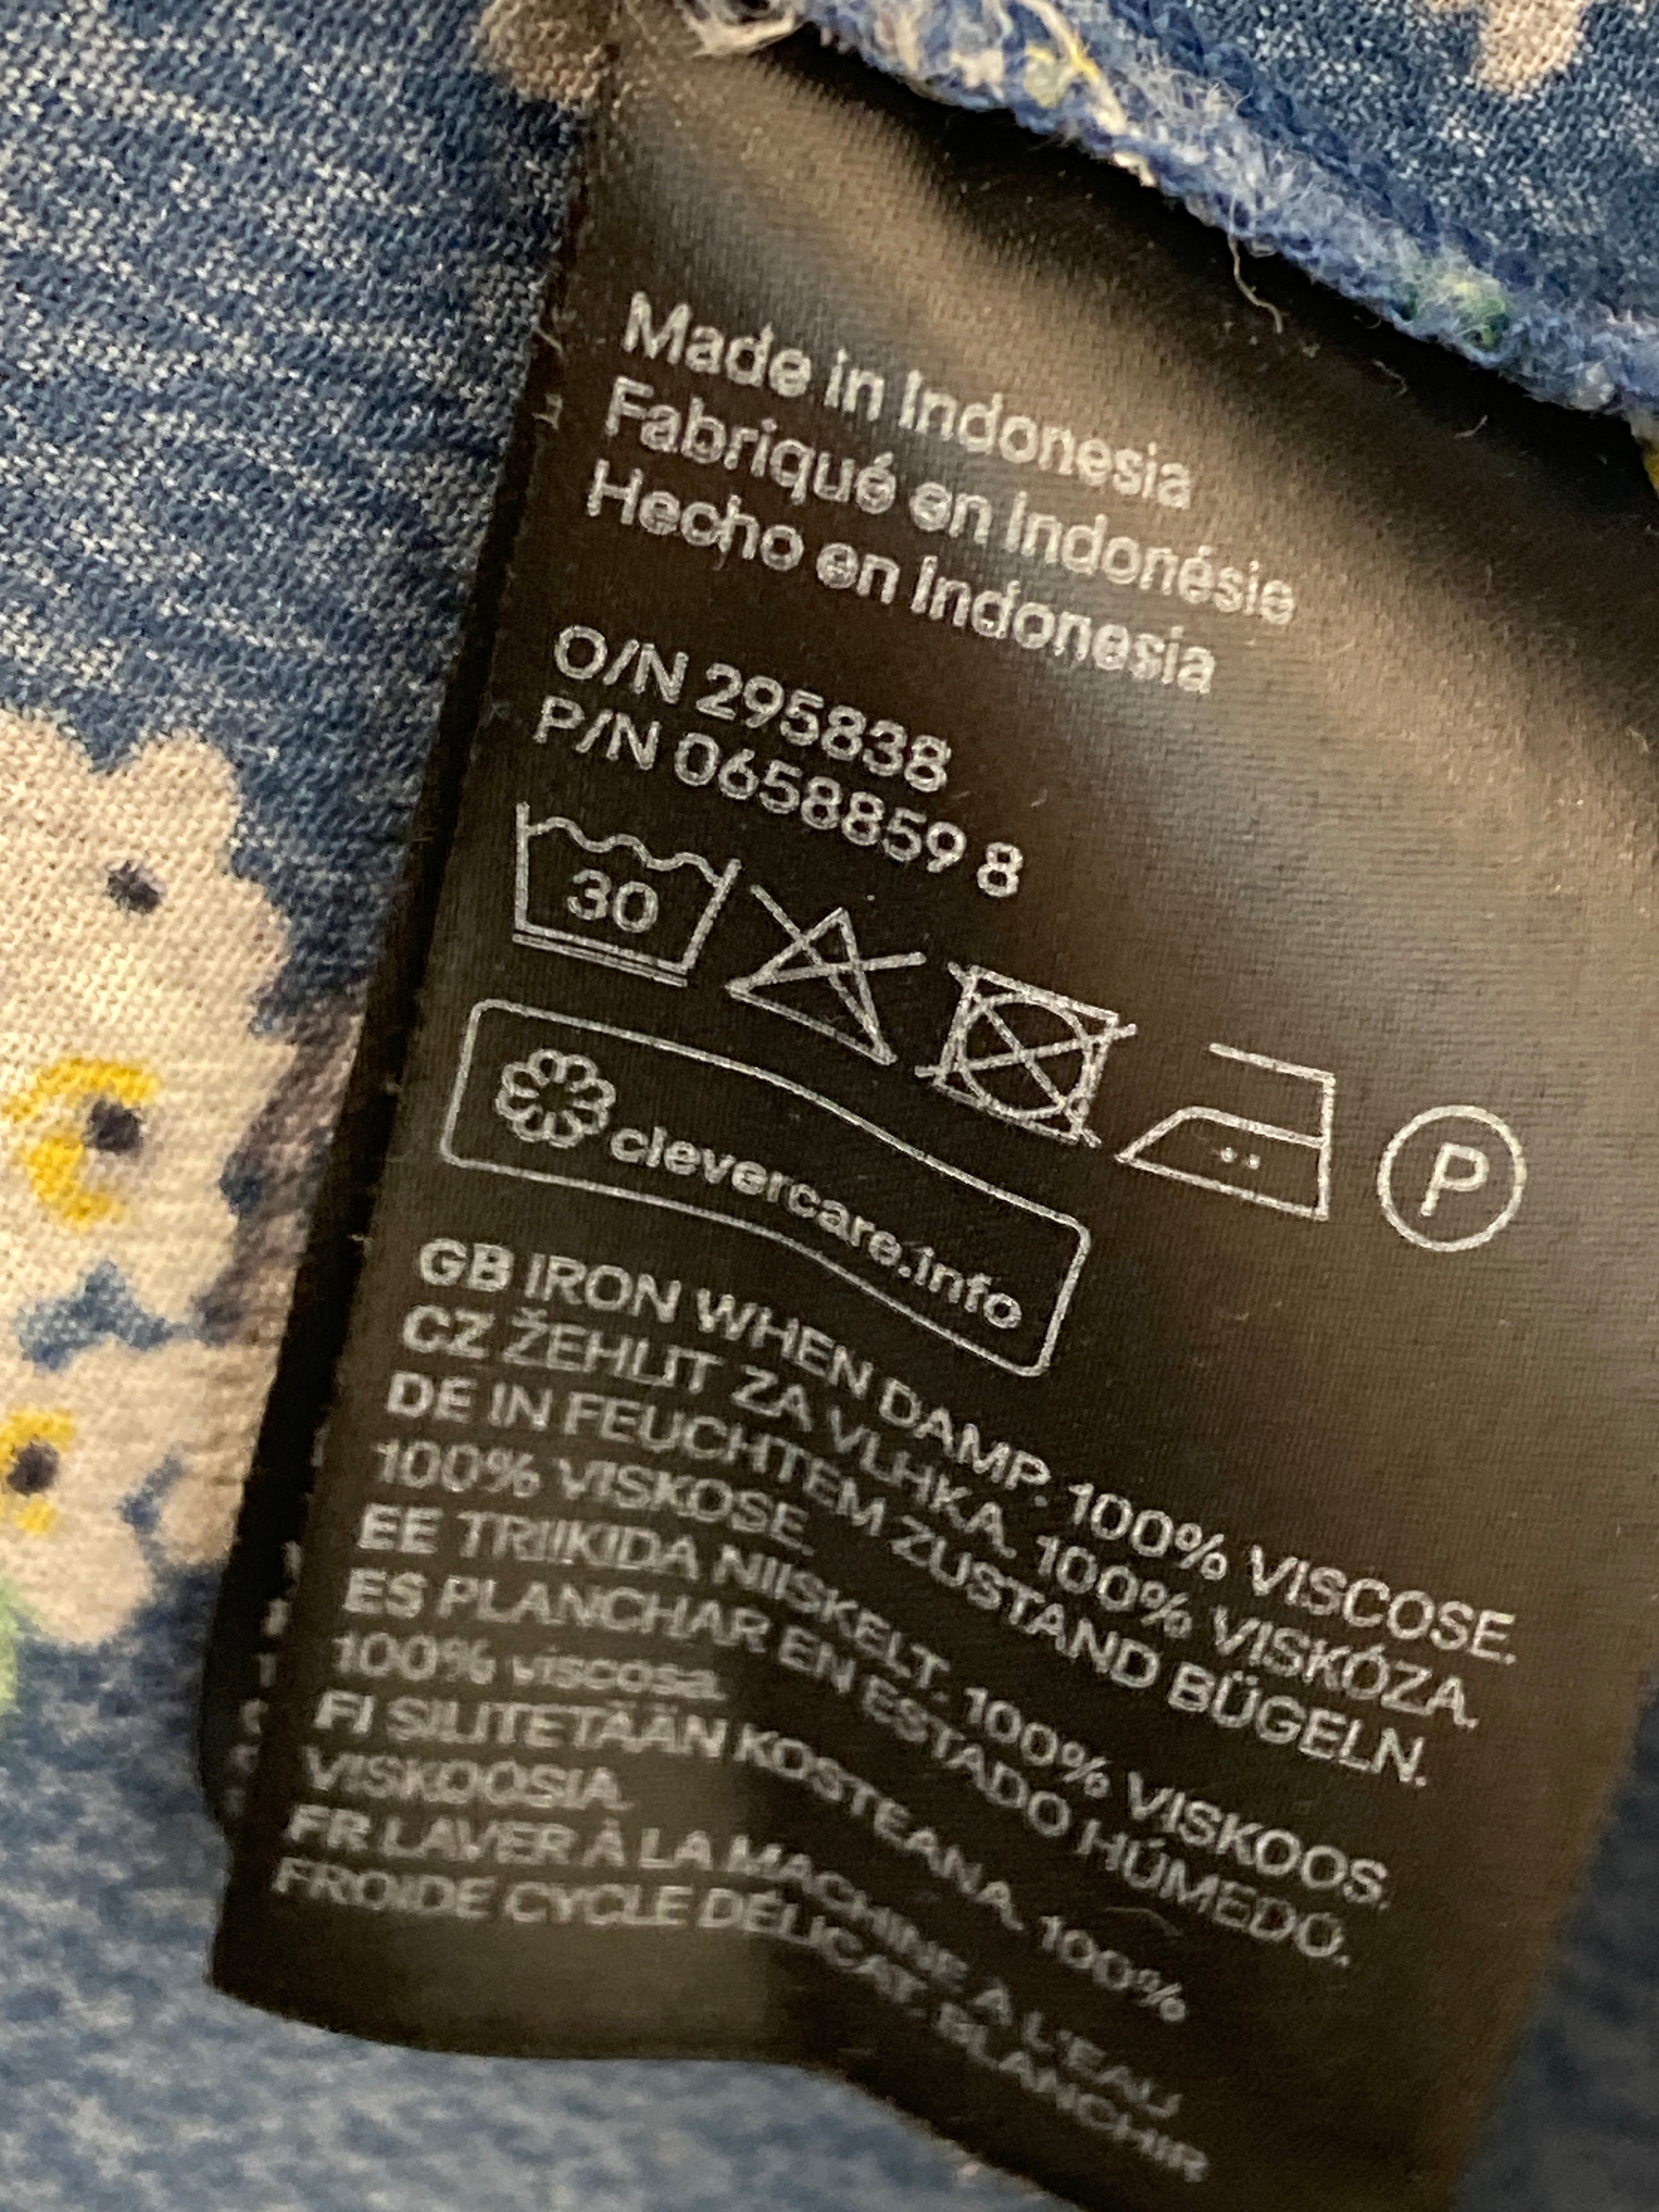 Made in Indonesia
Fabriqué en Indonésie
Hecho en Indonesia
O/N 295838
P/N 0658859 8
30
P
clevercare.info
GB IRON WHEN DAMP. 100% VISCOSE.
CZ ŽEHLIT ZA VLHKA. 100% VISKÓZA.
DE IN FEUCHTEM ZUSTAND BÜGELN.
100% VISKOSE.
EE TRIIKIDA NIISKELT. 100% VISKOOS.
ES PLANCHAR EN ESTADO HÚMEDO.
100% viscosa.
FI SILITETÄÄN KOSTEANA. 100%
VISKOOSIA.
FR LAVER À LA MACHINE À L'EAU
FROIDE CYCLE DÉLICAT. PLANCHIR